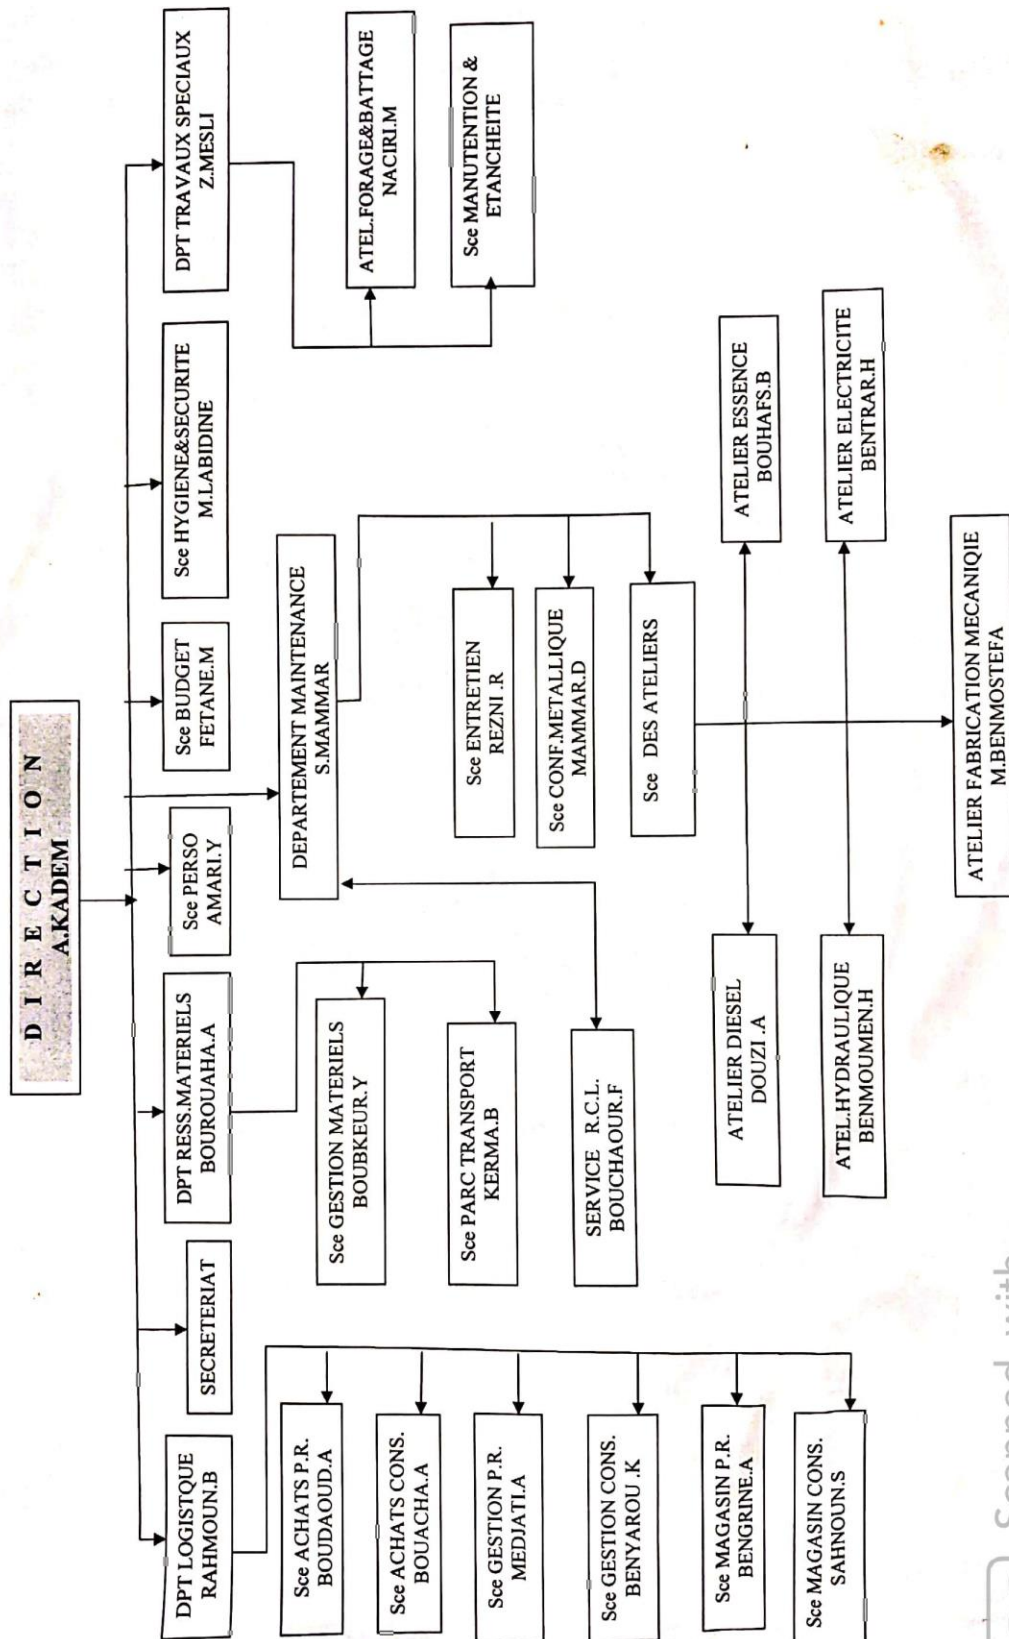 D I R E C T I O N
A.KADEM
DPT LOGISTQUE
RAHMOUN.B
SECRETERIAT
DPT RESS.MATERIELS
BOUROUAHA.A
Sce PERSO
AMARI.Y
Sce BUDGET
FETANE.M
Sce HYGIENE&SECURITE
M.LABIDINE
DPT TRAVAUX SPECIAUX
Z.MESLI
DEPARTEMENT MAINTENANCE
S.MAMMAR
Sce ACHATS P.R.
BOUDAOUD.A
Sce ACHATS CONS.
BOUACHA.A
Sce GESTION P.R.
MEDJATI.A
Sce GESTION CONS.
BENYAROU .K
Sce MAGASIN P.R.
BENGRINE.A
Sce MAGASIN CONS.
SAHNOUN.S
Sce GESTION MATERIELS
BOUBKEUR.Y
Sce PARC TRANSPORT
KERMA.B
SERVICE R.C.L.
BOUCHAOUR.F
Sce ENTRETIEN
REZNI .R
Sce CONF.METALLIQUE
MAMMAR.D
Sce DES ATELIERS
ATEL.FORAGE&BATTAGE
NACIRI.M
Sce MANUTENTION &
ETANCHEITE
ATELIER DIESEL
DOUZI .A
ATELIER ESSENCE
BOUHAFS.B
ATEL.HYDRAULIQUE
BENMOUMEN.H
ATELIER ELECTRICITE
BENTRAR.H
ATELIER FABRICATION MECANIQIE
M.BENMOSTEFA
Scanned with